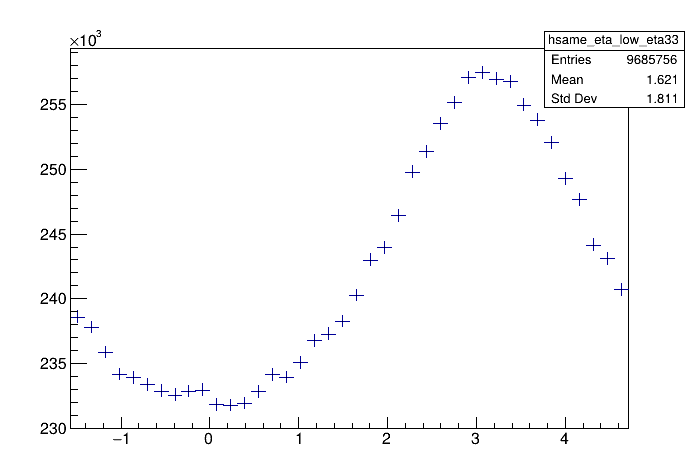 ×10³
hsame_eta_low_eta33
Entries 9685756
Mean 1.621
Std Dev 1.811
255
250
245
240
235
230
−1 0 1 2 3 4